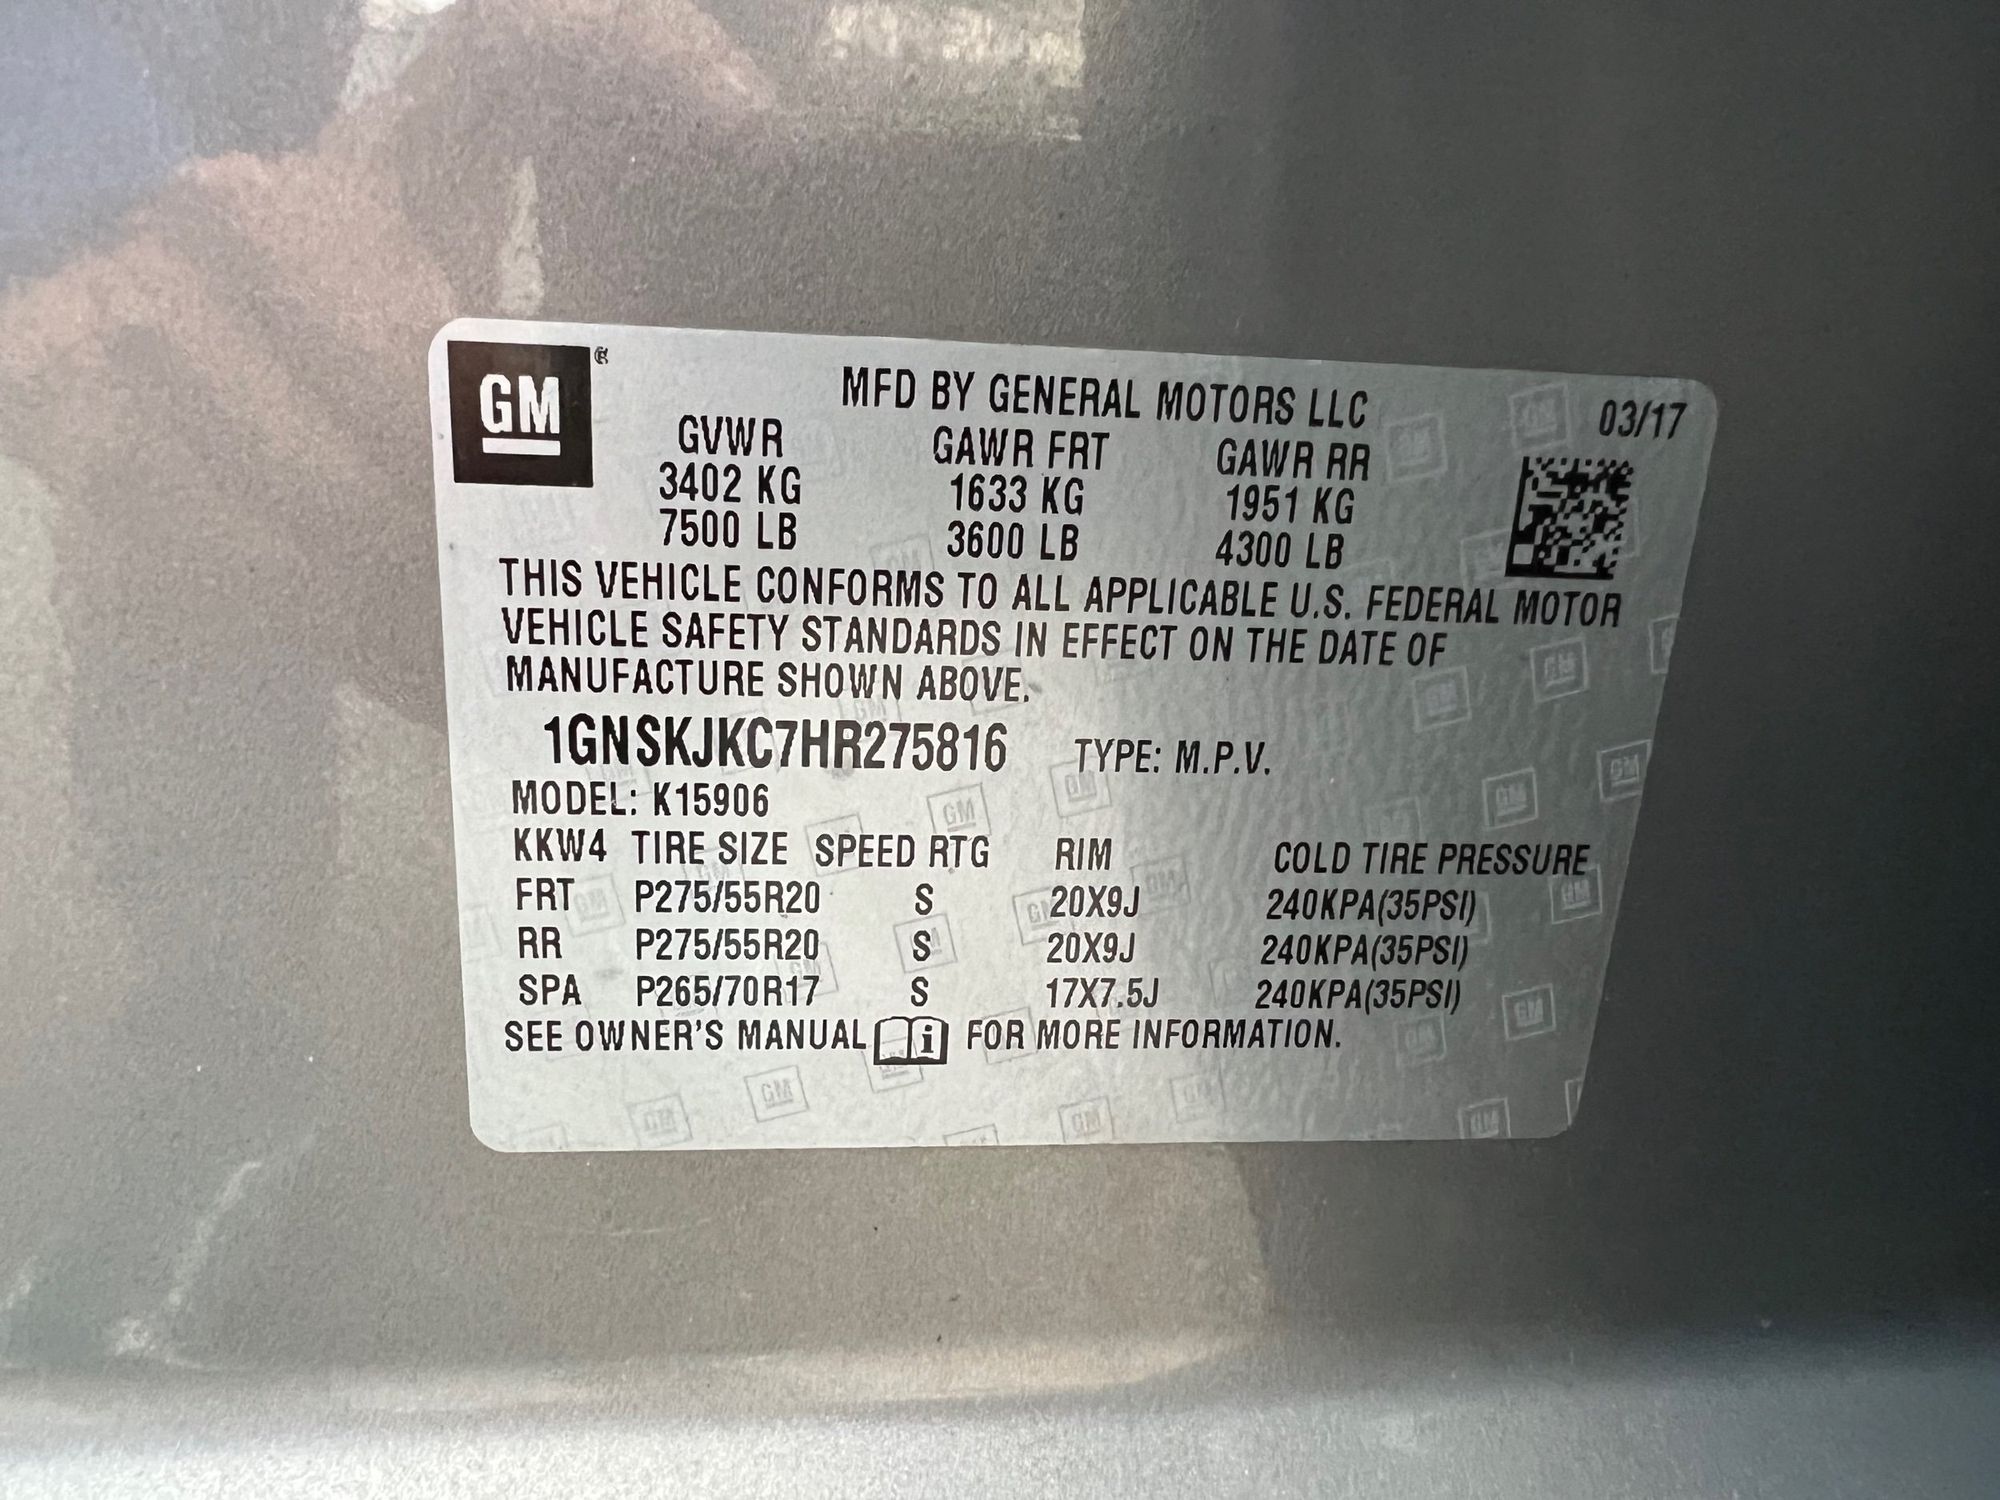 GM ®
MFD BY GENERAL MOTORS LLC 03/17
GVWR GAWR FRT GAWR RR
3402 KG 1633 KG 1951 KG
7500 LB 3600 LB 4300 LB
THIS VEHICLE CONFORMS TO ALL APPLICABLE U.S. FEDERAL MOTOR
VEHICLE SAFETY STANDARDS IN EFFECT ON THE DATE OF
MANUFACTURE SHOWN ABOVE.
1GNSKJKC7HR275816 TYPE: M.P.V.
MODEL: K15906
KKW4 TIRE SIZE SPEED RTG RIM COLD TIRE PRESSURE
FRT P275/55R20 S 20X9J 240KPA(35PSI)
RR P275/55R20 S 20X9J 240KPA(35PSI)
SPA P265/70R17 S 17X7.5J 240KPA(35PSI)
SEE OWNER'S MANUAL i FOR MORE INFORMATION.